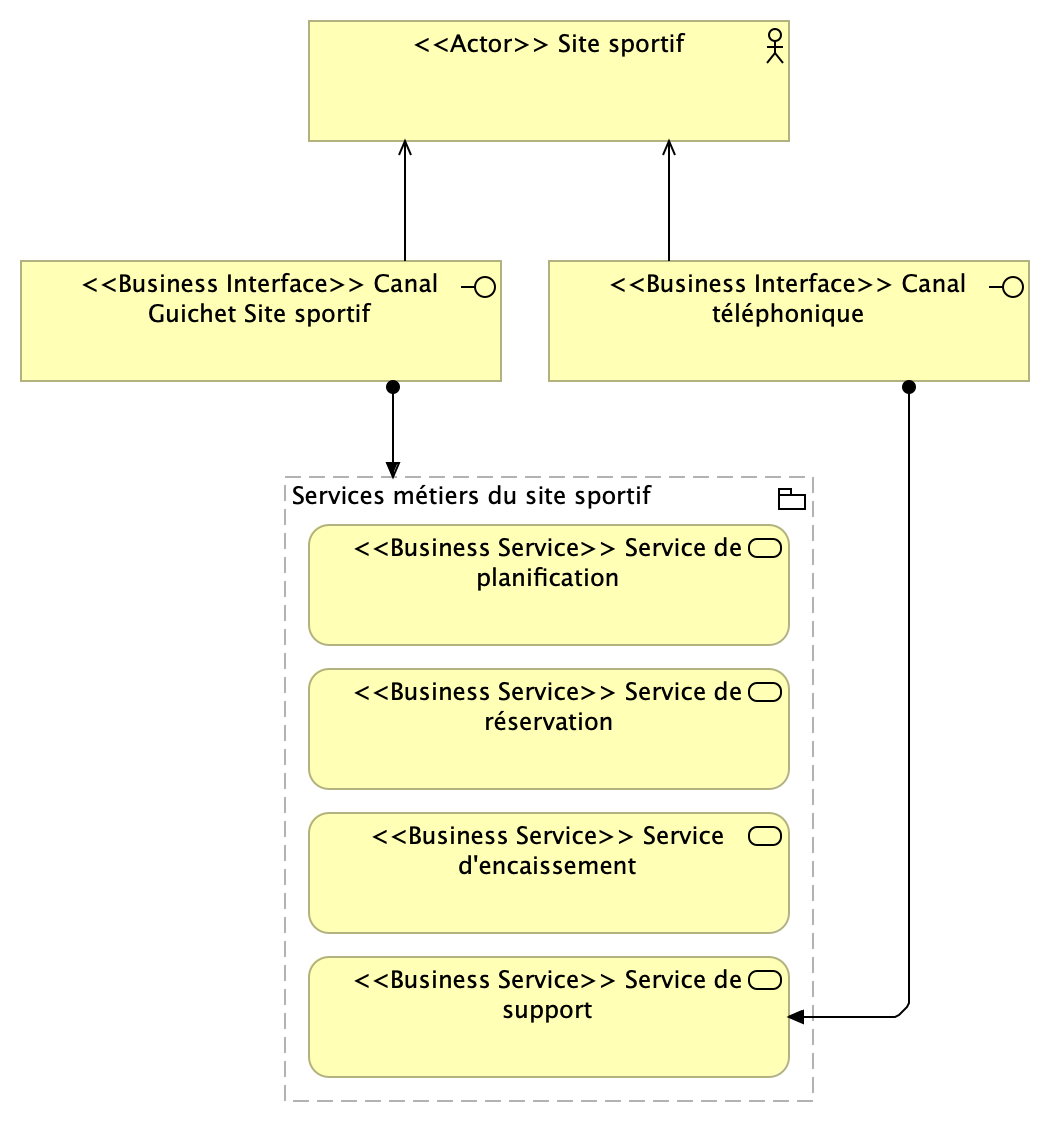 <<Actor>> Site sportif
<<Business Interface>> Canal
Guichet Site sportif
<<Business Interface>> Canal
téléphonique
Services métiers du site sportif
<<Business Service>> Service de
planification
<<Business Service>> Service de
réservation
<<Business Service>> Service
d'encaissement
<<Business Service>> Service de
support